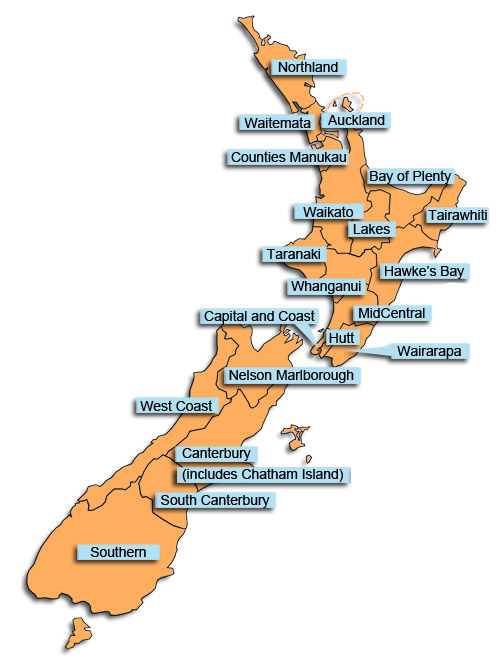 Northland
Waitemata
Auckland
Counties Manukau
Bay of Plenty
Waikato
Tairawhiti
Lakes
Taranaki
Hawke's Bay
Whanganui
MidCentral
Capital and Coast
Hutt
Wairarapa
Nelson Marlborough
West Coast
Canterbury
(includes Chatham Island)
South Canterbury
Southern